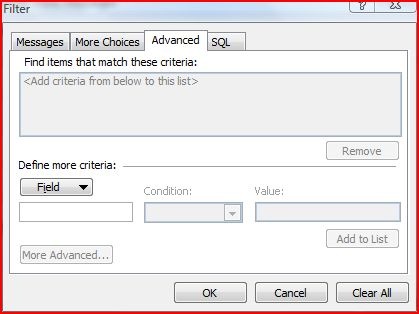 Filter
Messages More Choices Advanced SQL
Find items that match these criteria:
<Add criteria from below to this list>
Remove
Define more criteria:
Field Condition: Value:
Add to List
More Advanced...
OK Cancel Clear All